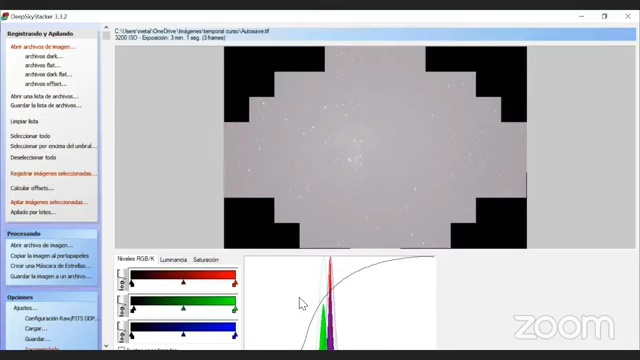 DeepSkyStacker 3.3.2
Registrando y Apilando
Abrir archivos de imagen...
archivos dark...
archivos flat...
archivos dark flat...
archivos offset...
Abrir una lista de archivos...
Guardar la lista de archivos...
Limpiar lista
Seleccionar todo
Seleccionar por encima del umbral...
Deseleccionar todo
Registrar imágenes seleccionadas...
Calcular offsets...
Apilar imágenes seleccionadas...
Apilado por lotes...
Procesando
Abrir archivo de imagen...
Copiar la imagen al portapapeles
Crear una Máscara de Estrellas...
Guardar la imagen a un archivo...
Opciones
Ajustes...
Configuración Raw/FITS DDP...
Cargar...
Guardar...
Recomendado
C:\Users\metal\OneDrive\Imágenes\temporal curso\Autosave.tif
3200 ISO - Exposición: 3 min. 1 seg. (3 frames)
Niveles RGB/K
Luminancia
Saturación
log
log
log
zoom